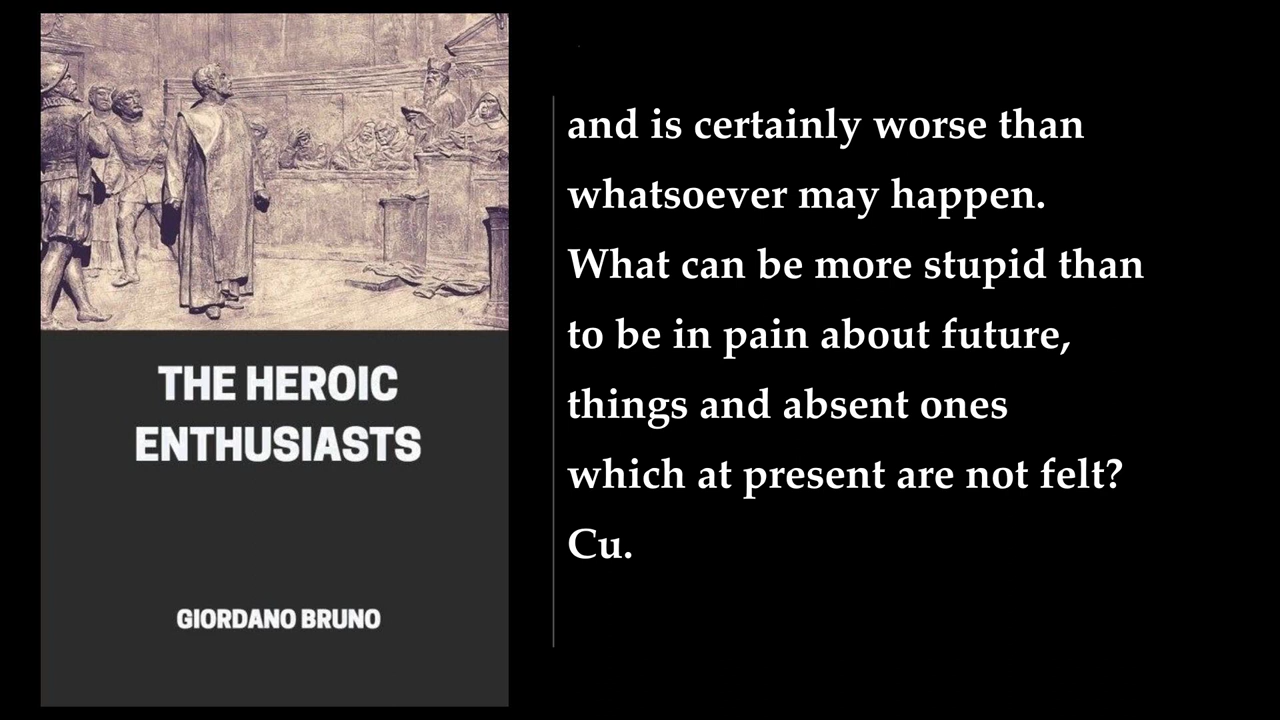 THE HEROIC
ENTHUSIASTS
GIORDANO BRUNO
and is certainly worse than
whatsoever may happen.
What can be more stupid than
to be in pain about future,
things and absent ones
which at present are not felt?
Cu.